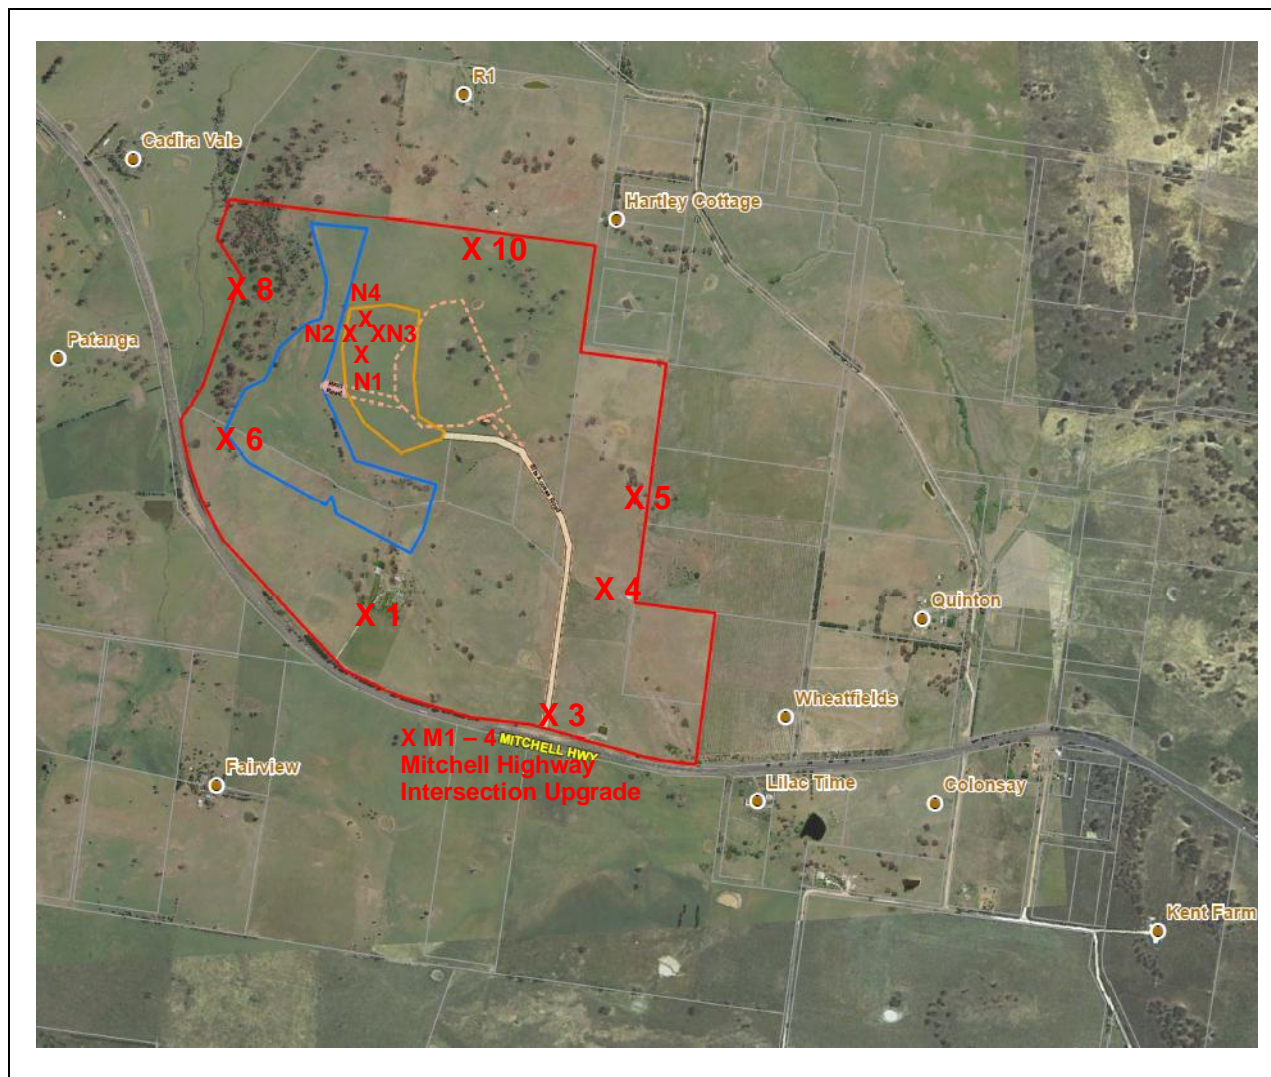 R1
Cadira Vale
Hartley Cottage
X 10
X 8
N4
X
N2 X XN3
X
N1
Patanga
X 6
X 5
X 4
X 1
Quinton
X 3
Wheatfields
X M1 – 4
MITCHELL HWY
Mitchell Highway
Intersection Upgrade
Fairview
Lilac Time
Colonsay
Kent Farm